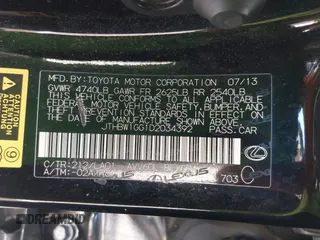 MFD.BY: TOYOTA MOTOR CORPORATION 07/13
GVWR 4740LB GAWR FR 2625LB RR 2540LB
THIS VEHICLE CONFORMS TO ALL APPLICABLE
FEDERAL MOTOR VEHICLE SAFETY, BUMPER,
AND THEFT PREVENTION STANDARDS IN EFFECT
ON THE DATE OF MANUFACTURE SHOWN ABOVE.
JTHBW1GG1D2034392 PASS.CAR
C/TR:212/LA01
A/TM:-02A
LEXUS
703 C
DREAMBID